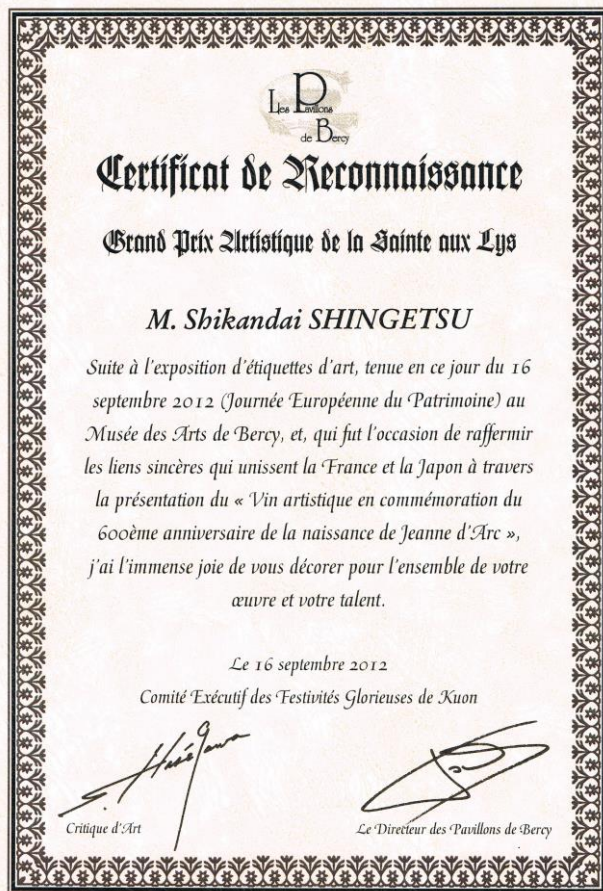 Les Pavillons
de Bercy
Certificat de Reconnaissance
Grand Prix Artistique de la Sainte aux Lys
M. Shikandai SHINGETSU
Suite à l'exposition d'étiquettes d'art, tenue en ce jour du 16
septembre 2012 (Journée Européenne du Patrimoine) au
Musée des Arts de Bercy, et, qui fut l'occasion de raffermir
les liens sincères qui unissent la France et la Japon à travers
la présentation du « Vin artistique en commémoration du
600ème anniversaire de la naissance de Jeanne d'Arc »,
j'ai l'immense joie de vous décorer pour l'ensemble de votre
œuvre et votre talent.
Le 16 septembre 2012
Comité Exécutif des Festivités Glorieuses de Kuon
Critique d'Art
Le Directeur des Pavillons de Bercy